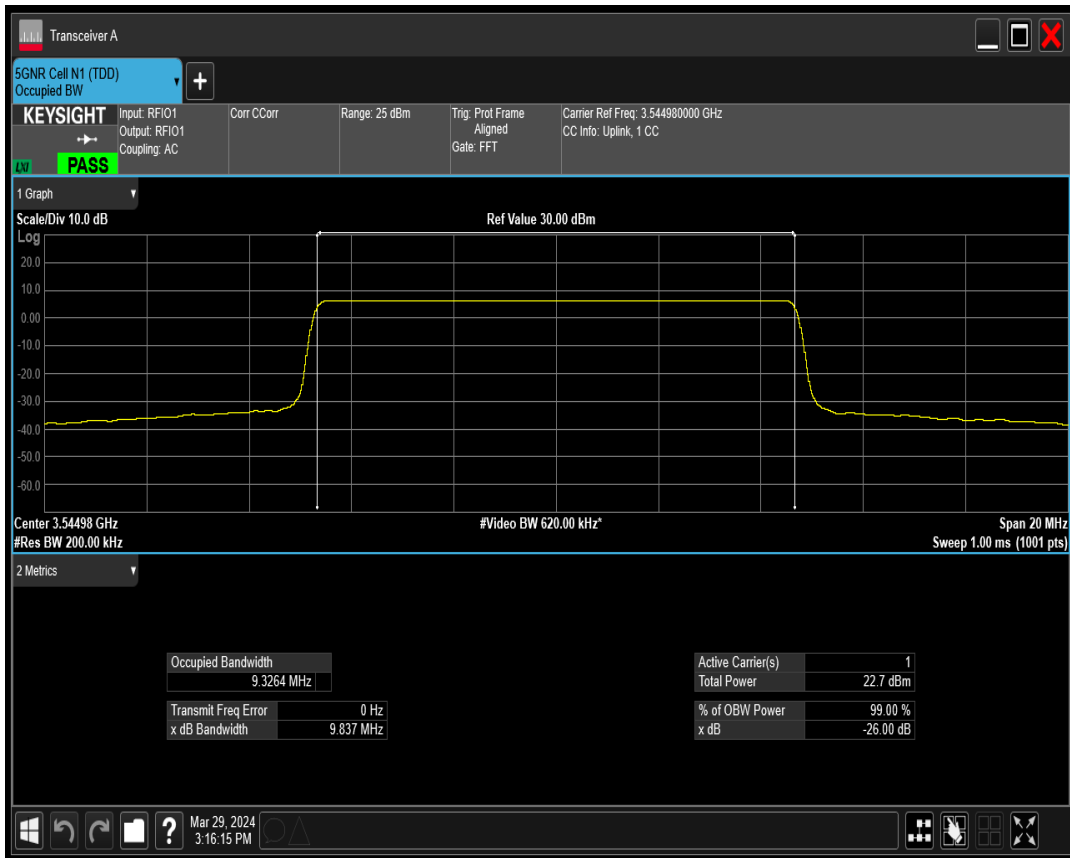 Transceiver A
5GNR Cell N1 (TDD)
Occupied BW
+
KEYSIGHT
LXI
PASS
Input: RFIO1
Output: RFIO1
Coupling: AC
Corr CCorr
Range: 25 dBm
Trig: Prot Frame
Aligned
Gate: FFT
Carrier Ref Freq: 3.544980000 GHz
CC Info: Uplink, 1 CC
1 Graph
Scale/Div 10.0 dB
Ref Value 30.00 dBm
Log
20.0
10.0
0.00
-10.0
-20.0
-30.0
-40.0
-50.0
-60.0
Center 3.54498 GHz
#Video BW 620.00 kHz*
Span 20 MHz
#Res BW 200.00 kHz
Sweep 1.00 ms (1001 pts)
2 Metrics
Occupied Bandwidth
9.3264 MHz
Transmit Freq Error 0 Hz
x dB Bandwidth 9.837 MHz
Active Carrier(s) 1
Total Power 22.7 dBm
% of OBW Power 99.00 %
x dB -26.00 dB
?
Mar 29, 2024
3:16:15 PM